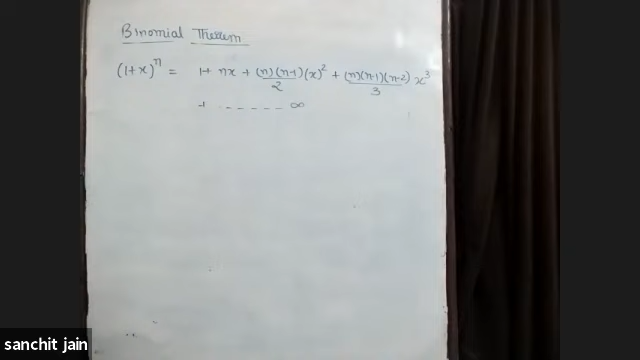 Binomial Theorem
(1+x)^n = 1+ nx + (n)(n-1)(x)^2/2 + (n)(n-1)(n-2)/3 x^3
+ - - - - - - ∞
sanchit jain